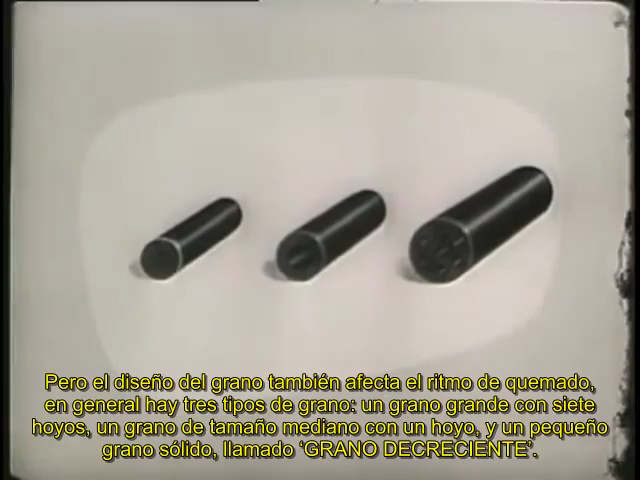 Pero el diseño del grano también afecta el ritmo de quemado,
en general hay tres tipos de grano: un grano grande con siete
hoyos, un grano de tamaño mediano con un hoyo, y un pequeño
grano sólido, llamado ‘GRANO DECRECIENTE’.